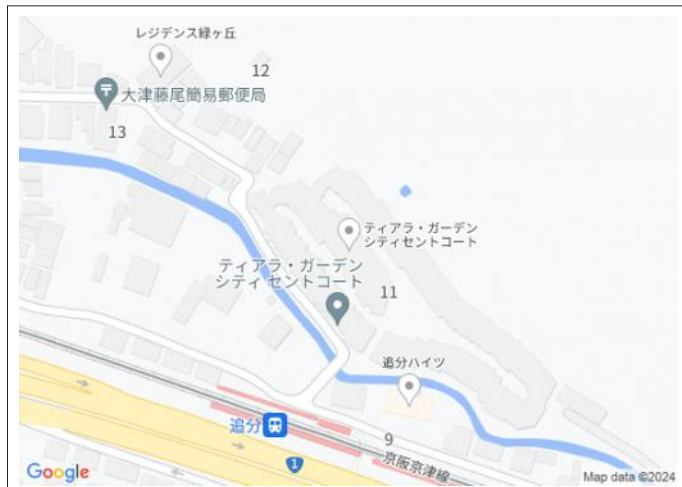 レジデンス緑ヶ丘
12
大津藤尾簡易郵便局
13
ティアラ・ガーデン
シティセントコート
ティアラ・ガーデン
シティ セントコート
11
追分ハイツ
追分
9
京阪京津線
1
Google
Map data ©2024